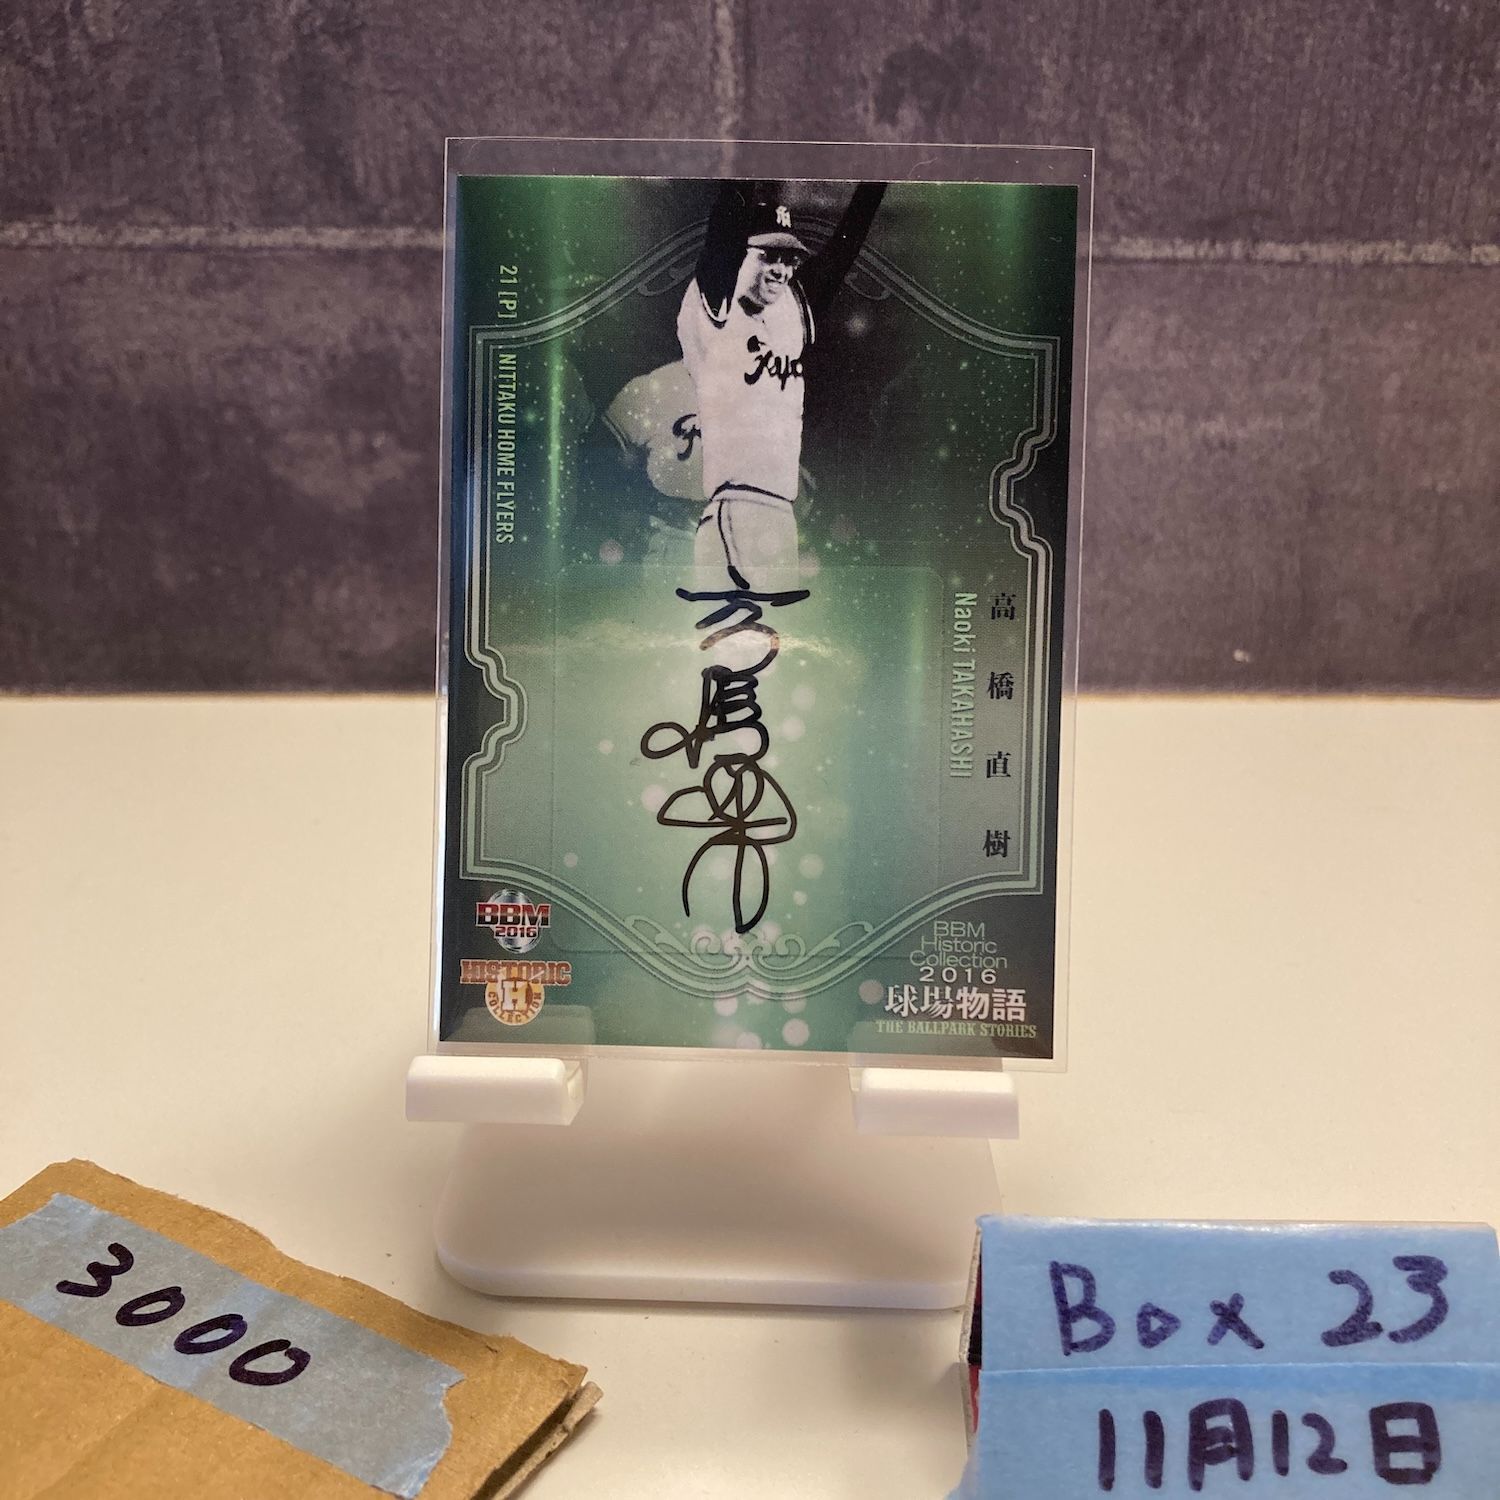 21 [P] NITTAKU HOME FLYERS
高橋直樹
Naoki TAKAHASHI
BBM
2016
HISTORIC
H
COLLECTION
BBM
Historic
Collection
2016
球場物語
THE BALLPARK STORIES
3000
Box 23
11月12日